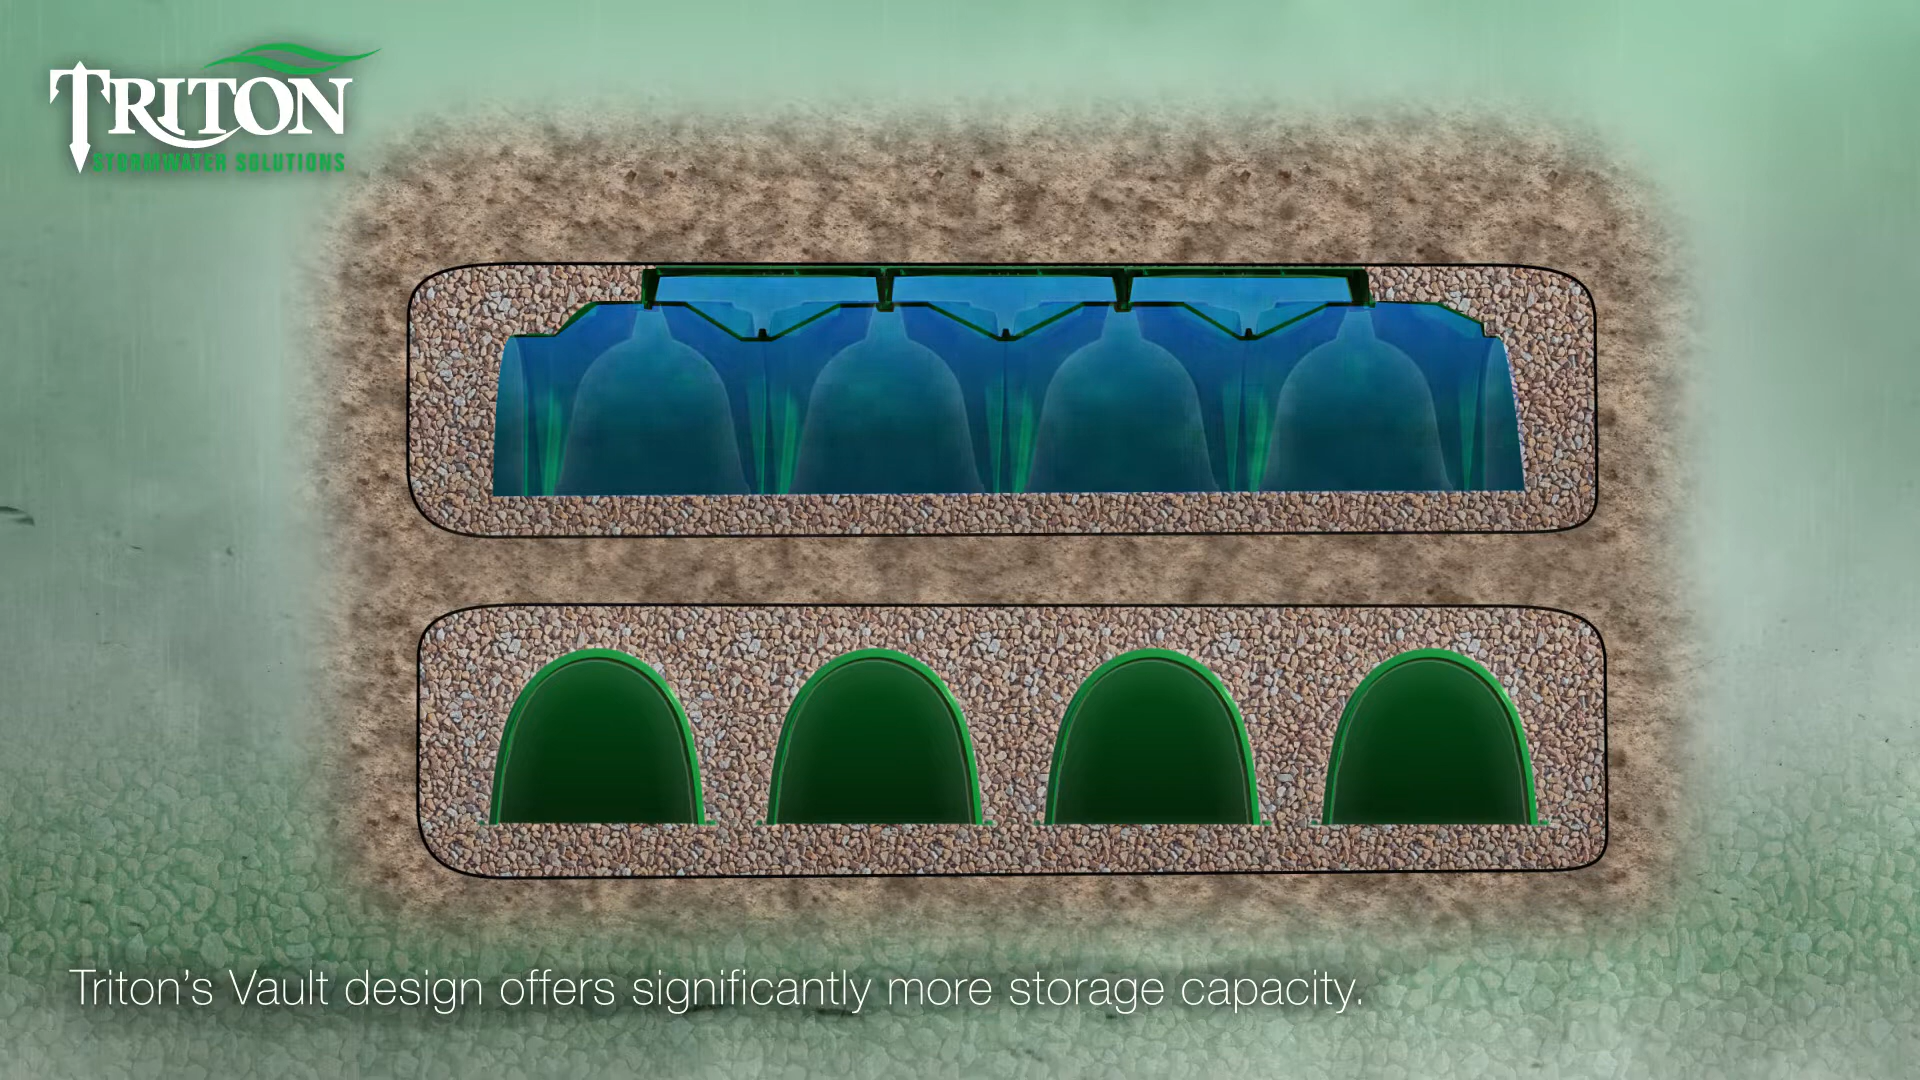 TRITON
STORMWATER SOLUTIONS
Triton's Vault design offers significantly more storage capacity.